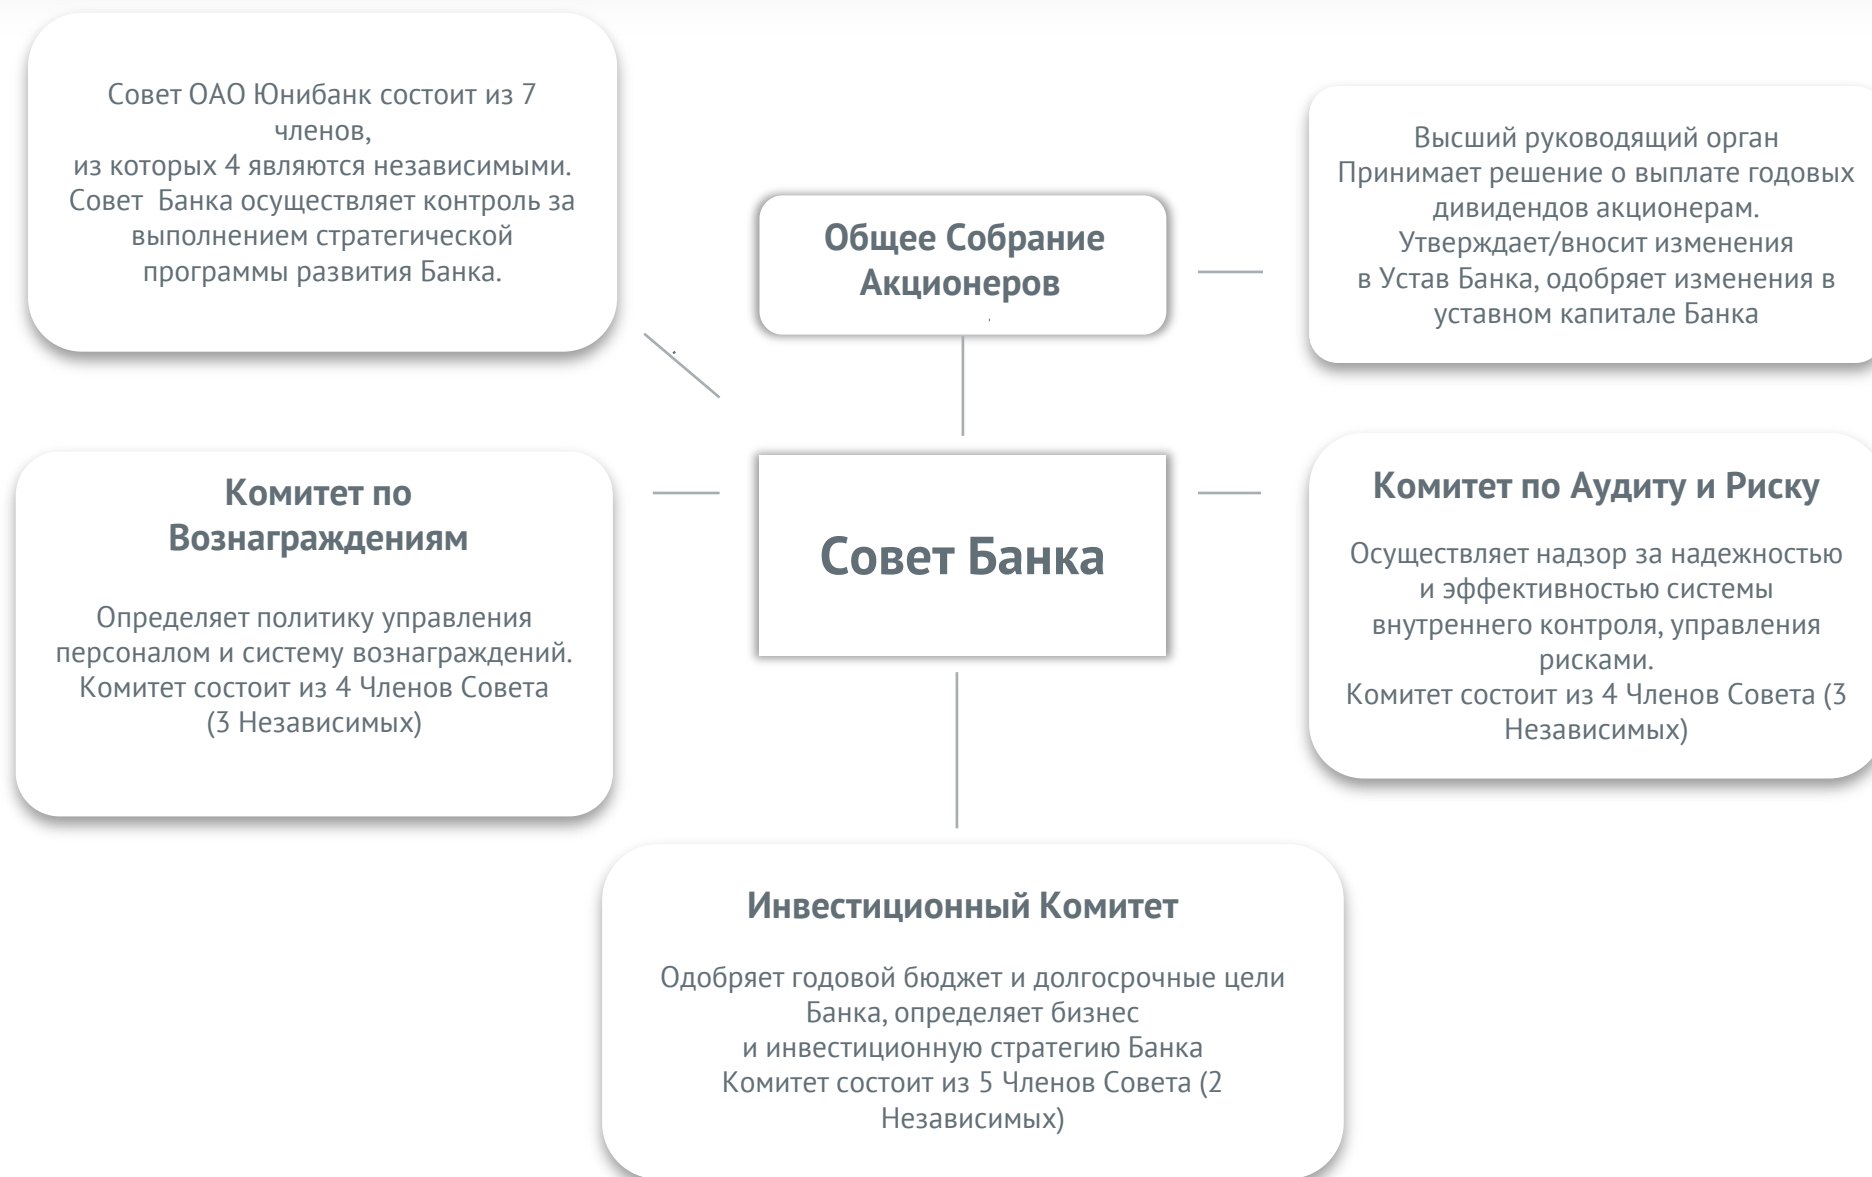 Совет ОАО Юнибанк состоит из 7
членов,
из которых 4 являются независимыми.
Совет Банка осуществляет контроль за
выполнением стратегической
программы развития Банка.
Общее Собрание
Акционеров
Высший руководящий орган
Принимает решение о выплате годовых
дивидендов акционерам.
Утверждает/вносит изменения
в Устав Банка, одобряет изменения в
уставном капитале Банка
Комитет по
Вознаграждениям
Определяет политику управления
персоналом и систему вознаграждений.
Комитет состоит из 4 Членов Совета
(3 Независимых)
Совет Банка
Комитет по Аудиту и Риску
Осуществляет надзор за надежностью
и эффективностью системы
внутреннего контроля, управления
рисками.
Комитет состоит из 4 Членов Совета (3
Независимых)
Инвестиционный Комитет
Одобряет годовой бюджет и долгосрочные цели
Банка, определяет бизнес
и инвестиционную стратегию Банка
Комитет состоит из 5 Членов Совета (2
Независимых)